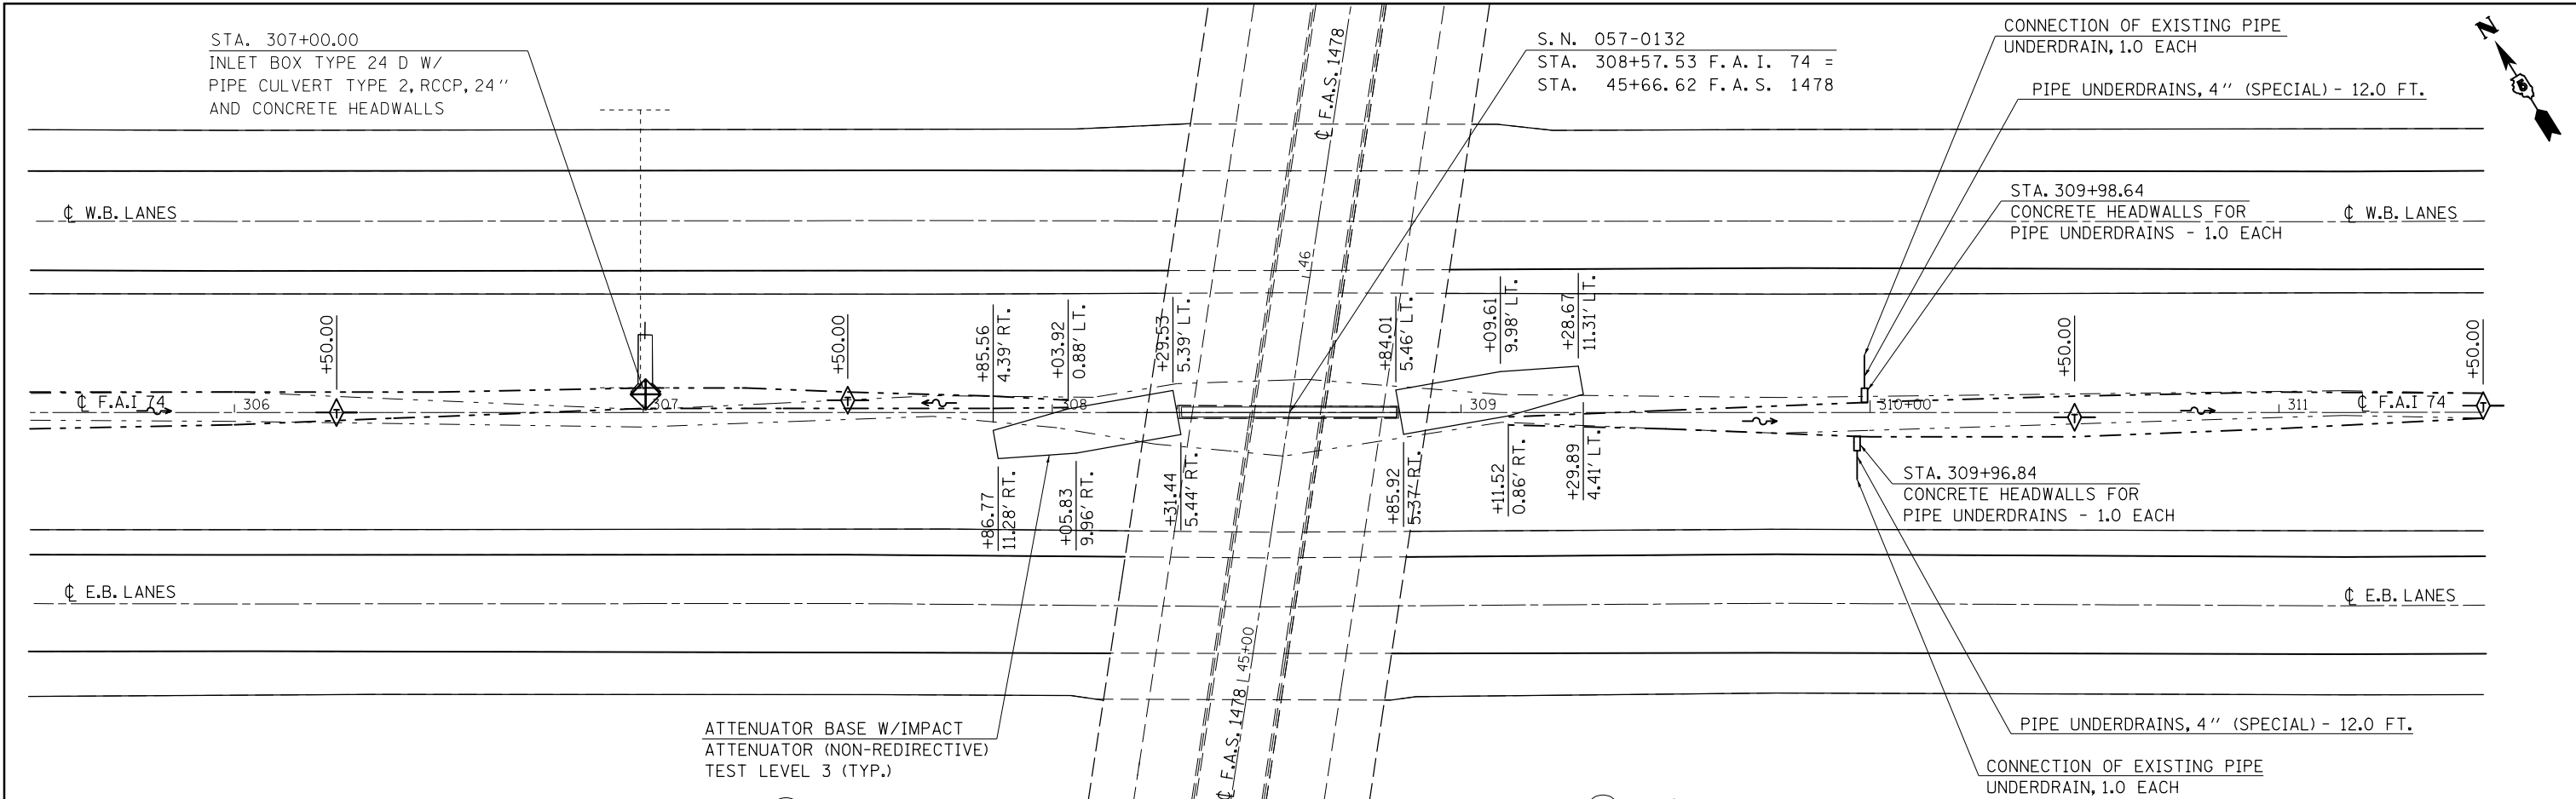 STA. 307+00.00
INLET BOX TYPE 24 D W/
PIPE CULVERT TYPE 2, RCCP, 24"
AND CONCRETE HEADWALLS
S.N. 057-0132
STA. 308+57.53 F.A.I. 74 =
STA. 45+66.62 F.A.S. 1478
CONNECTION OF EXISTING PIPE
UNDERDRAIN, 1.0 EACH
PIPE UNDERDRAINS, 4" (SPECIAL) - 12.0 FT.
N
℄ F.A.S. 1478
STA. 309+98.64
CONCRETE HEADWALLS FOR
PIPE UNDERDRAINS - 1.0 EACH
℄ W.B. LANES
℄ W.B. LANES
46
+50.00
+50.00
+85.56
4.39' RT.
+03.92
0.88' LT.
+29.53
5.39' LT.
+84.01
5.46' LT.
+09.61
9.98' LT.
+28.67
11.31' LT.
+50.00
+50.00
℄ F.A.I 74
306
T
307
T
308
309
310+00
T
311
℄ F.A.I 74
T
+86.77
11.28' RT.
+05.83
9.96' RT.
+31.44
5.44' RT.
+85.92
5.37' RT.
+11.52
0.86' RT.
+29.89
4.41' LT.
STA. 309+96.84
CONCRETE HEADWALLS FOR
PIPE UNDERDRAINS - 1.0 EACH
℄ E.B. LANES
℄ E.B. LANES
℄ F.A.S. 1478
45+00
ATTENUATOR BASE W/IMPACT
ATTENUATOR (NON-REDIRECTIVE)
TEST LEVEL 3 (TYP.)
PIPE UNDERDRAINS, 4" (SPECIAL) - 12.0 FT.
CONNECTION OF EXISTING PIPE
UNDERDRAIN, 1.0 EACH